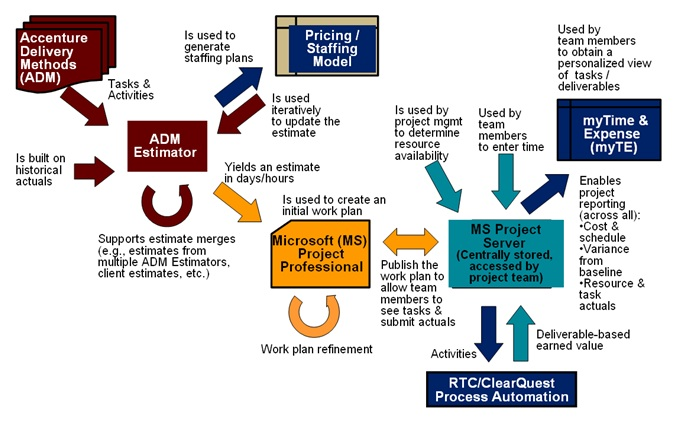 Accenture
Delivery
Methods
(ADM)
Tasks &
Activities
Is used to
generate
staffing plans
Pricing /
Staffing
Model
Used by
team members
to obtain a
personalized view
of tasks /
deliverables
Is used
iteratively
to update the
estimate
ADM
Estimator
Is built on
historical
actuals
Is used by
project mgmt
to determine
resource
availability
Used by
team
members
to enter time
myTime &
Expense
(myTE)
Yields an estimate
in days/hours
Is used to create an
initial work plan
Enables
project
reporting
(across all):
•Cost &
schedule
•Variance
from
baseline
•Resource &
task
actuals
Supports estimate merges
(e.g., estimates from
multiple ADM Estimators,
client estimates, etc.)
Microsoft (MS)
Project
Professional
MS Project
Server
(Centrally stored,
accessed by
project team)
Publish the
work plan to
allow team
members to
see tasks &
submit actuals
Work plan refinement
Activities
Deliverable-based
earned value
RTC/ClearQuest
Process Automation